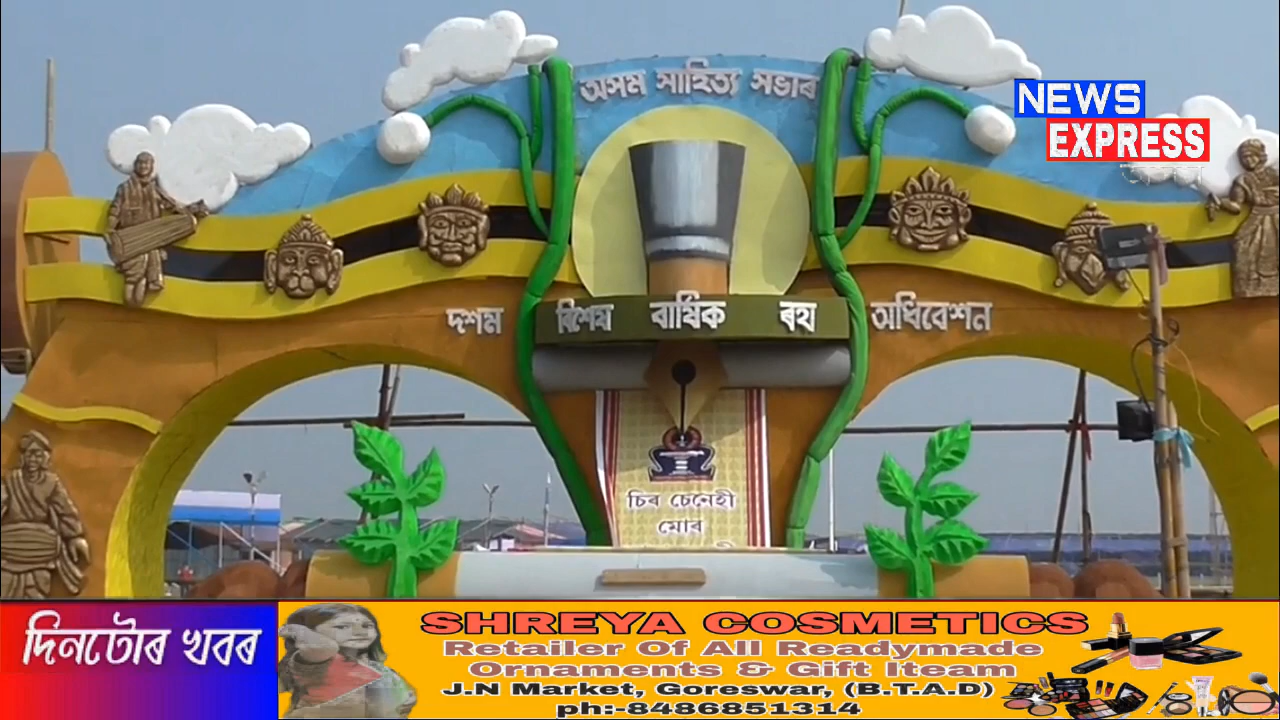 অসম সাহিত্য সভাৰ
NEWS
EXPRESS
দশম বিশেষ বাৰ্ষিক ৰহা অধিবেশন
চিৰ চেনেহী
মোৰ
দিনটোৰ খবৰ
SHREYA COSMETICS
Retailer Of All Readymade
Ornaments & Gift Iteam
J.N Market, Goreswar, (B.T.A.D)
ph:-8486851314